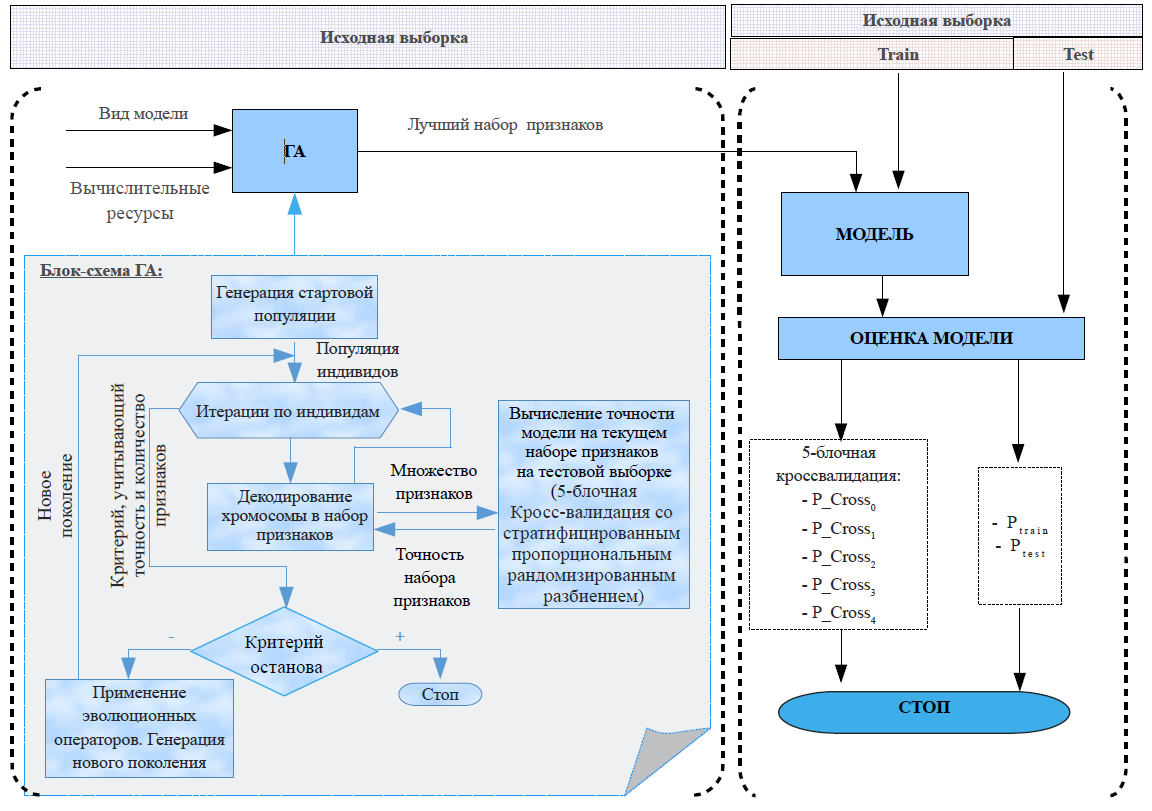 Исходная выборка
Исходная выборка
Train
Test
Вид модели
Вычислительные
ресурсы
ГА
Лучший набор признаков
Блок-схема ГА:
Генерация стартовой
популяции
Популяция
индивидов
Итерации по индивидам
Новое
поколение
Критерий, учитывающий
точность и количество
признаков
Декодирование
хромосомы в набор
признаков
Множество
признаков
Точность
набора
признаков
Вычисление точности
модели на текущем
наборе признаков
на тестовой выборке
(5-блочная
Кросс-валидация со
стратифицированным
пропорциональным
рандомизированным
разбиением)
Критерий
останова
-
+
Стоп
Применение
эволюционных
операторов. Генерация
нового поколения
МОДЕЛЬ
ОЦЕНКА МОДЕЛИ
5-блочная
кроссвалидация:
- P_Cross0
- P_Cross1
- P_Cross2
- P_Cross3
- P_Cross4
- Ptrain
- Ptest
СТОП